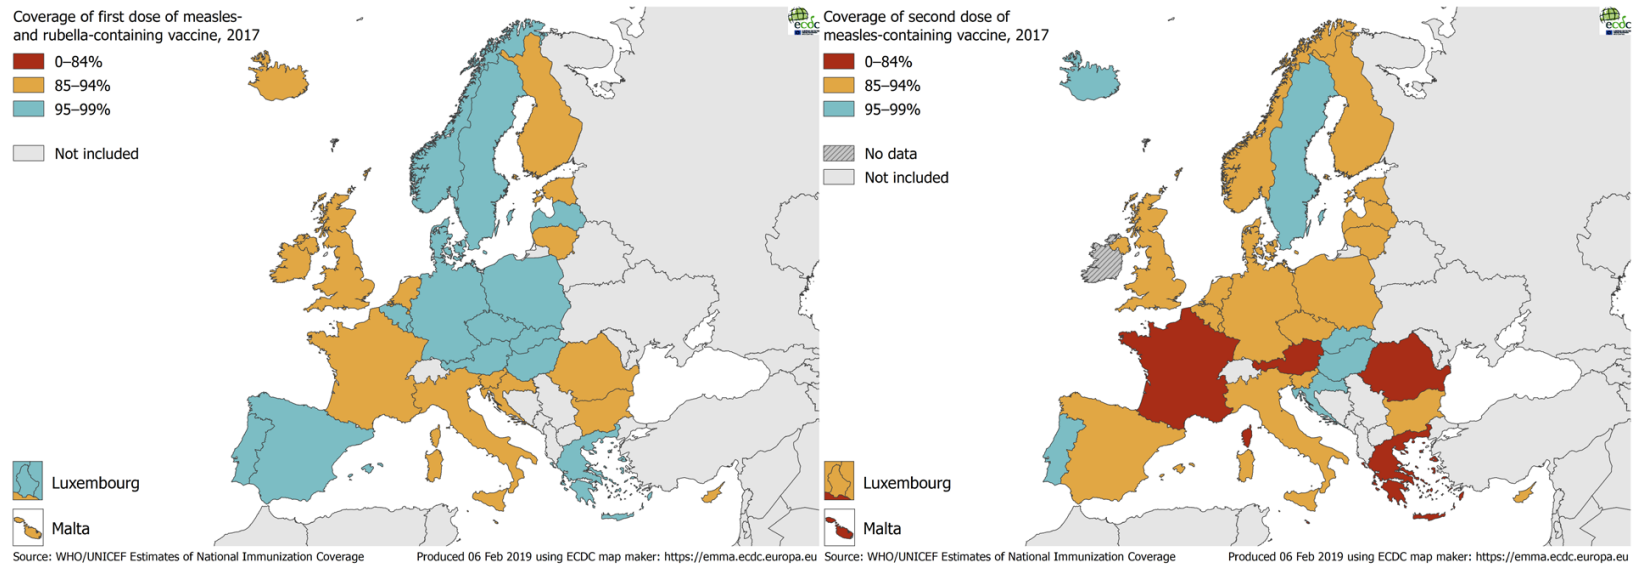 Coverage of first dose of measles-
and rubella-containing vaccine, 2017
0–84%
85–94%
95–99%
Not included
ecdc
Luxembourg
Malta
Source: WHO/UNICEF Estimates of National Immunization Coverage
Produced 06 Feb 2019 using ECDC map maker: https://emma.ecdc.europa.eu
Coverage of second dose of
measles-containing vaccine, 2017
0–84%
85–94%
95–99%
No data
Not included
ecdc
Luxembourg
Malta
Source: WHO/UNICEF Estimates of National Immunization Coverage
Produced 06 Feb 2019 using ECDC map maker: https://emma.ecdc.europa.eu